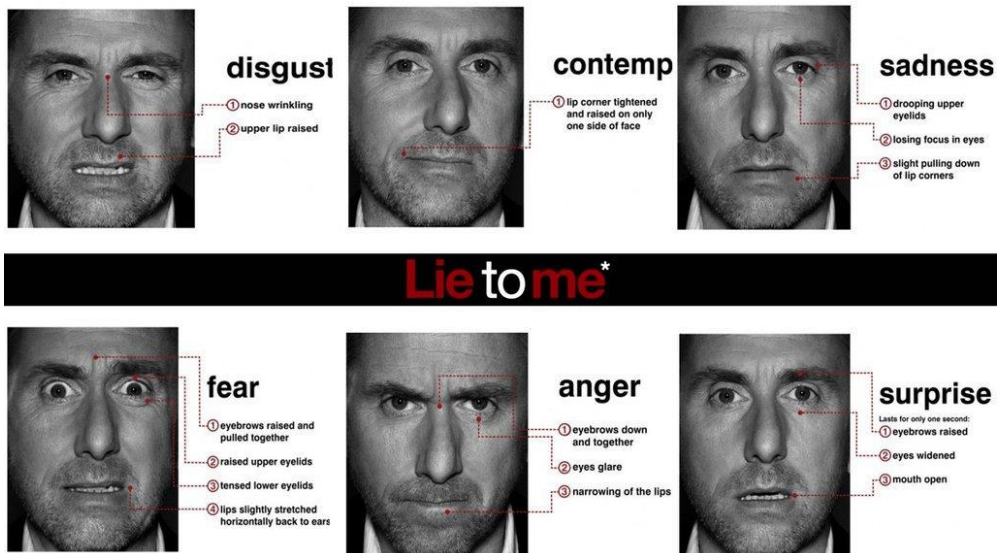 disgust
① nose wrinkling
② upper lip raised
contemp
① lip corner tightened
and raised on only
one side of face
sadness
① drooping upper
eyelids
② losing focus in eyes
③ slight pulling down
of lip corners
Lie to me*
fear
① eyebrows raised and
pulled together
② raised upper eyelids
③ tensed lower eyelids
④ lips slightly stretched
horizontally back to ears
anger
① eyebrows down
and together
② eyes glare
③ narrowing of the lips
surprise
Lasts for only one second:
① eyebrows raised
② eyes widened
③ mouth open